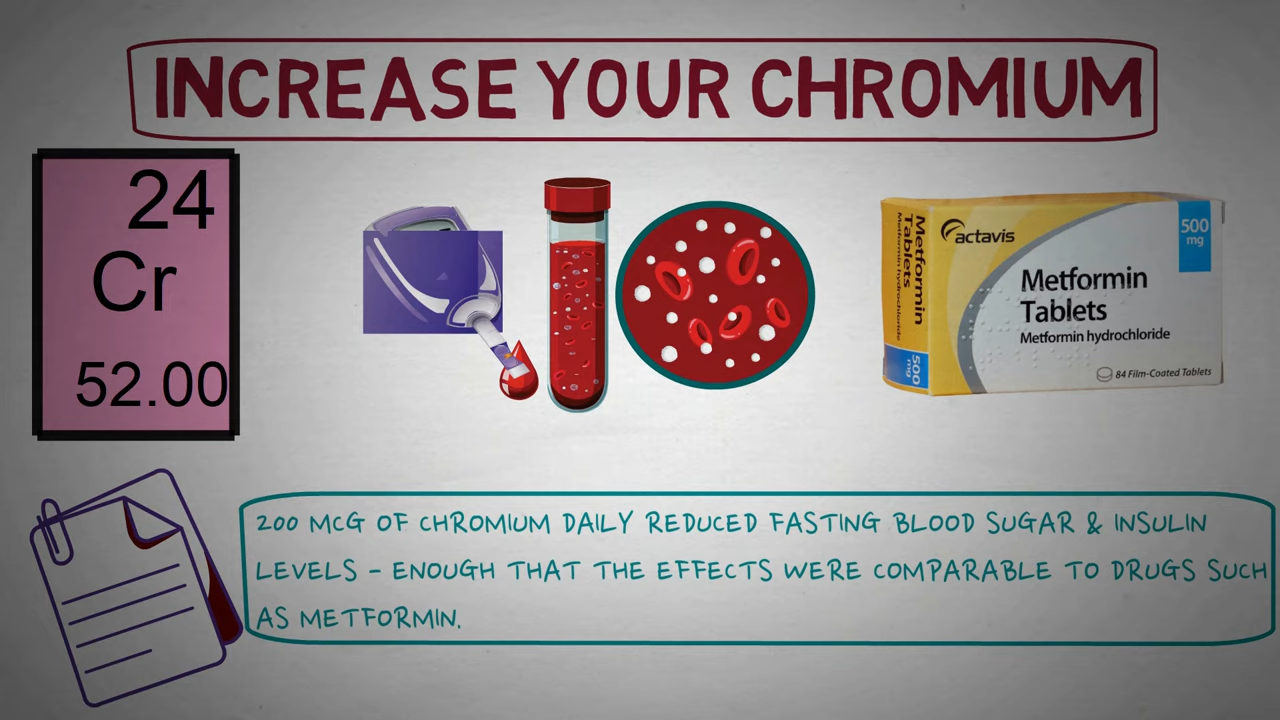 INCREASE YOUR CHROMIUM
24
Cr
52.00
Metformin
Tablets
Metformin hydrochloride
500
mg
actavis
500
mg
Metformin
Tablets
Metformin hydrochloride
84 Film-Coated Tablets
200 MCG OF CHROMIUM DAILY REDUCED FASTING BLOOD SUGAR & INSULIN
LEVELS - ENOUGH THAT THE EFFECTS WERE COMPARABLE TO DRUGS SUCH
AS METFORMIN.